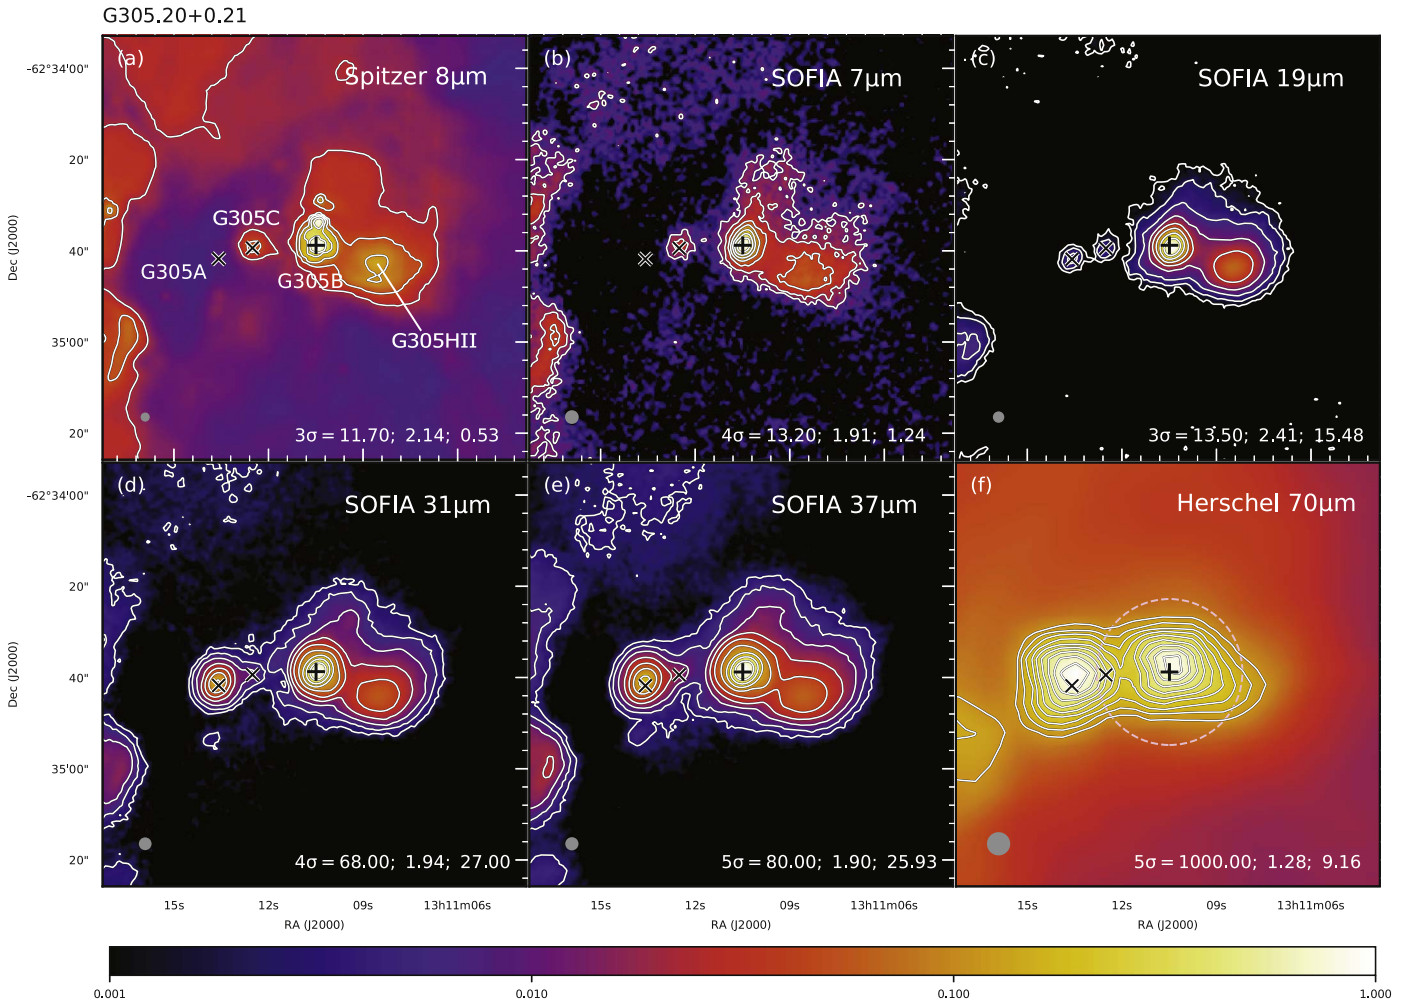 G305.20+0.21
(a)
Spitzer 8μm
(b)
SOFIA 7μm
(c)
SOFIA 19μm
-62°34'00"
20"
40"
35'00"
20"
Dec (J2000)
G305C
G305A
G305B
G305HII
3σ = 11.70; 2.14; 0.53
4σ = 13.20; 1.91; 1.24
3σ = 13.50; 2.41; 15.48
(d)
SOFIA 31μm
(e)
SOFIA 37μm
(f)
Herschel 70μm
-62°34'00"
20"
40"
35'00"
20"
Dec (J2000)
4σ = 68.00; 1.94; 27.00
5σ = 80.00; 1.90; 25.93
5σ = 1000.00; 1.28; 9.16
15s 12s 09s 13h11m06s
15s 12s 09s 13h11m06s
15s 12s 09s 13h11m06s
RA (J2000)
RA (J2000)
RA (J2000)
0.001 0.010 0.100 1.000